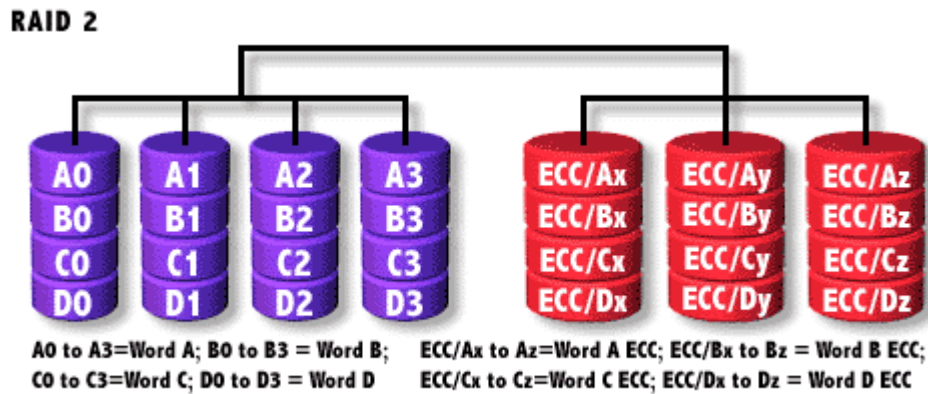 RAID 2
A0 A1 A2 A3 ECC/Ax ECC/Ay ECC/Az
B0 B1 B2 B3 ECC/Bx ECC/By ECC/Bz
C0 C1 C2 C3 ECC/Cx ECC/Cy ECC/Cz
D0 D1 D2 D3 ECC/Dx ECC/Dy ECC/Dz
A0 to A3=Word A; B0 to B3 = Word B; ECC/Ax to Az=Word A ECC; ECC/Bx to Bz = Word B ECC;
C0 to C3=Word C; D0 to D3 = Word D ECC/Cx to Cz=Word C ECC; ECC/Dx to Dz = Word D ECC